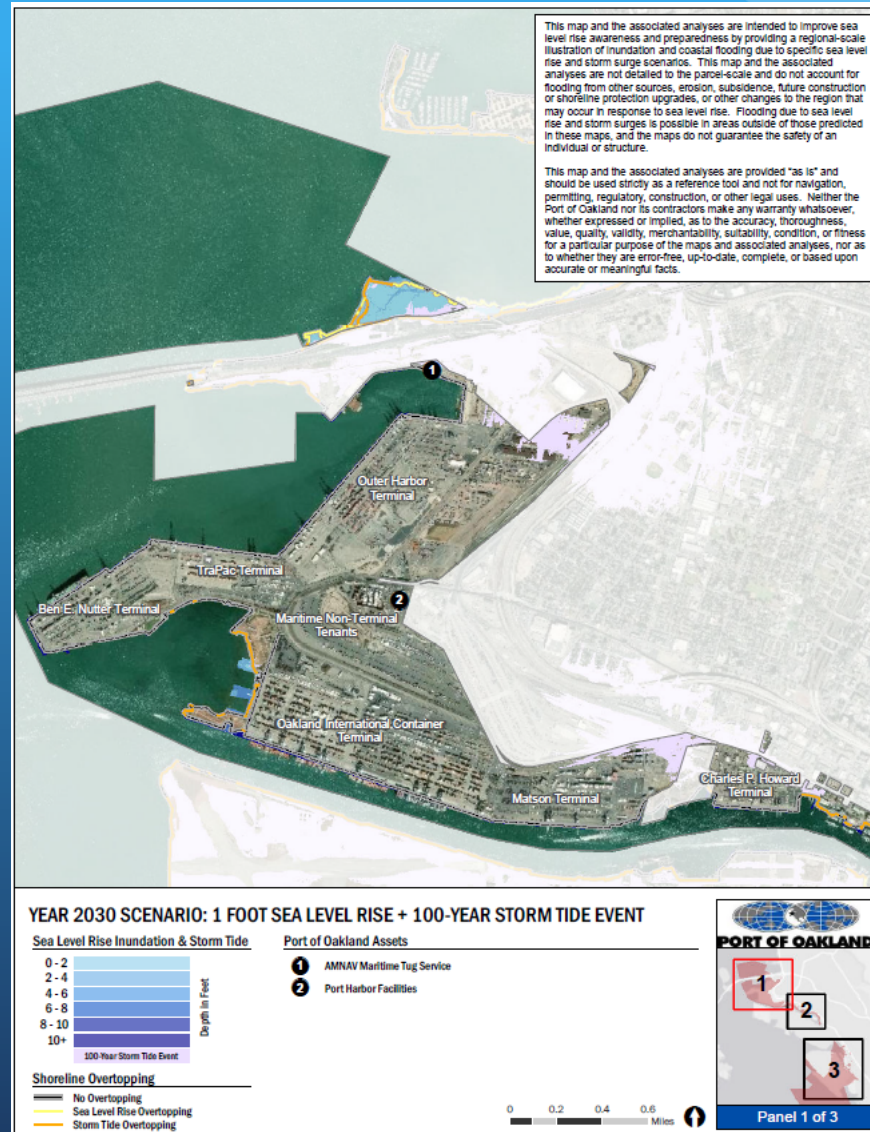 This map and the associated analyses are intended to improve sea
level rise awareness and preparedness by providing a regional-scale
illustration of inundation and coastal flooding due to specific sea level
rise and storm surge scenarios. This map and the associated
analyses are not detailed to the parcel-scale and do not account for
flooding from other sources, erosion, subsidence, future construction
or shoreline protection upgrades, or other changes to the region that
may occur in response to sea level rise. Flooding due to sea level
rise and storm surges is possible in areas outside of those predicted
in these maps, and the maps do not guarantee the safety of an
individual or structure.
This map and the associated analyses are provided "as is" and
should be used strictly as a reference tool and not for navigation,
permitting, regulatory, construction, or other legal uses. Neither the
Port of Oakland nor its contractors make any warranty whatsoever,
whether expressed or implied, as to the accuracy, thoroughness,
value, quality, validity, merchantability, suitability, condition, or fitness
for a particular purpose of the maps and associated analyses, nor as
to whether they are error-free, up-to-date, complete, or based upon
accurate or meaningful facts.
1
Outer Harbor
Terminal
TraPac Terminal
Ben E. Nutter Terminal
2
Maritime Non-Terminal
Tenants
Oakland International Container
Terminal
Matson Terminal
Charles P. Howard
Terminal
YEAR 2030 SCENARIO: 1 FOOT SEA LEVEL RISE + 100-YEAR STORM TIDE EVENT
Sea Level Rise Inundation & Storm Tide
0 - 2
2 - 4
4 - 6
6 - 8
8 - 10
10+
Depth in Feet
100-Year Storm Tide Event
Shoreline Overtopping
No Overtopping
Sea Level Rise Overtopping
Storm Tide Overtopping
Port of Oakland Assets
1 AMNAV Maritime Tug Service
2 Port Harbor Facilities
0 0.2 0.4 0.6
Miles
PORT OF OAKLAND
1
2
3
Panel 1 of 3